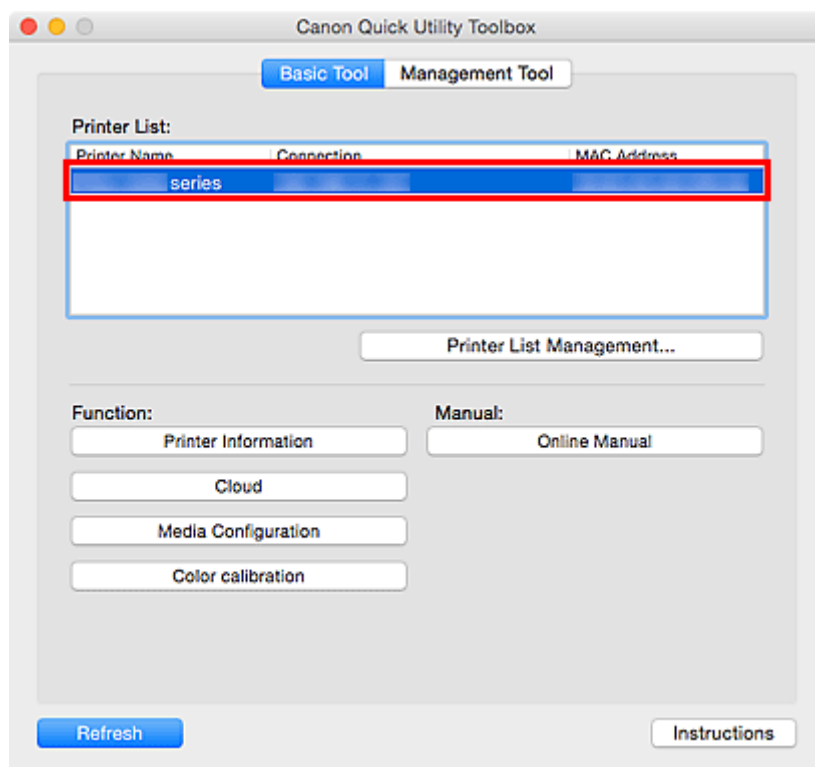 Canon Quick Utility Toolbox
Basic Tool Management Tool
Printer List:
Printer Name Connection MAC Address
series
Printer List Management...
Function: Manual:
Printer Information Online Manual
Cloud
Media Configuration
Color calibration
Refresh Instructions